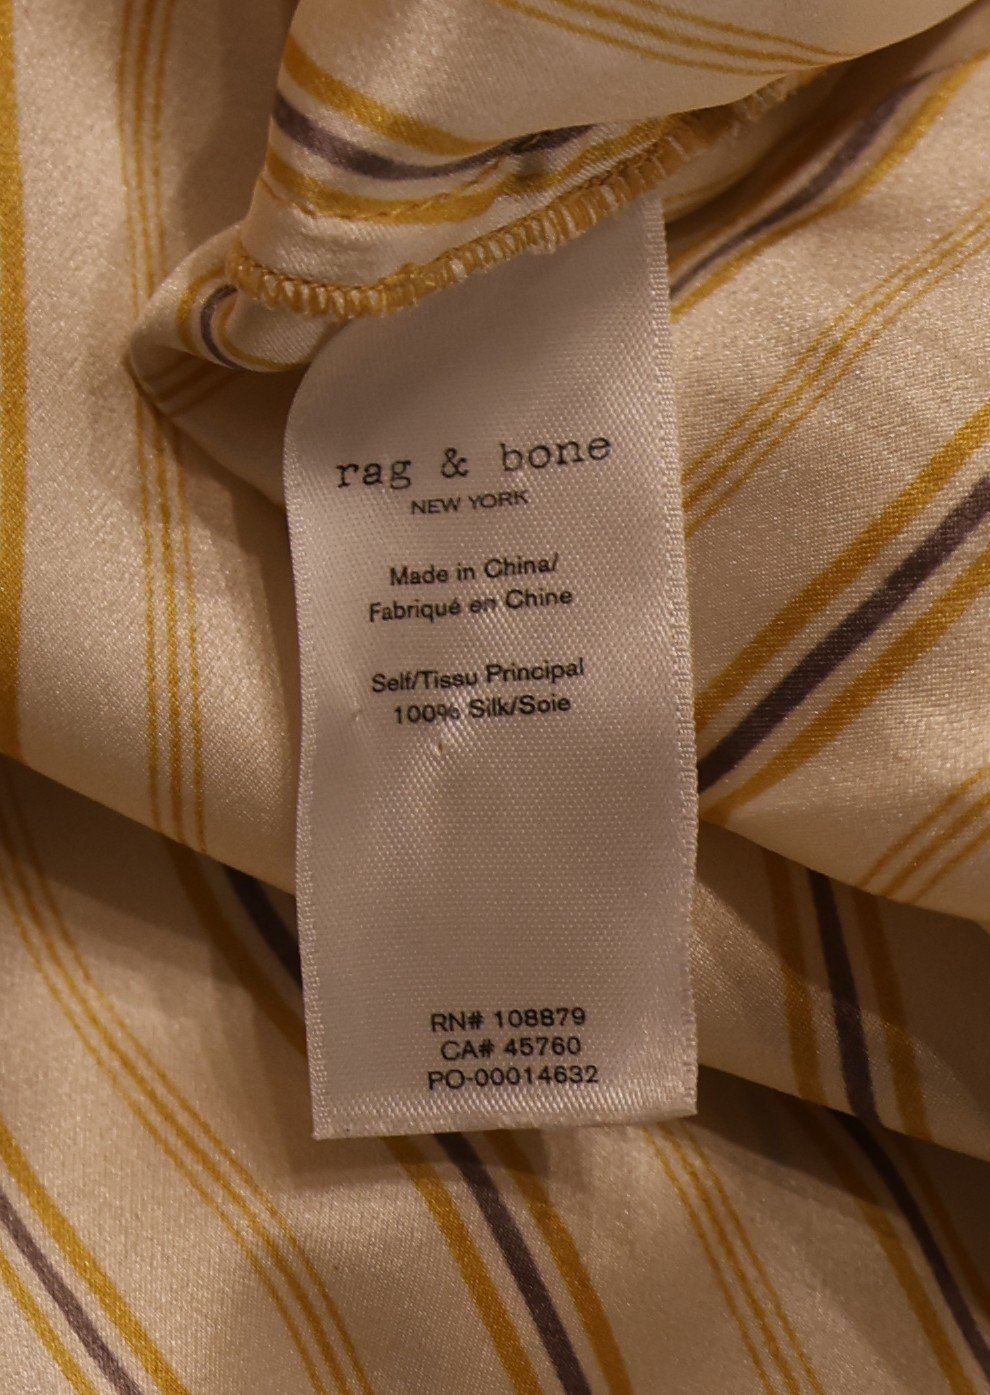 rag & bone
NEW YORK
Made in China/
Fabriqué en Chine
Self/Tissu Principal
100% Silk/Soie
RN# 108879
CA# 45760
PO-00014632